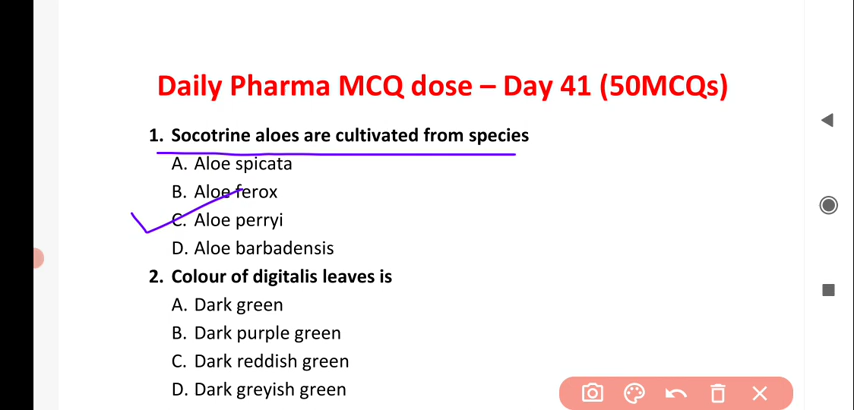 Daily Pharma MCQ dose – Day 41 (50MCQs)
1. Socotrine aloes are cultivated from species
A. Aloe spicata
B. Aloe ferox
C. Aloe perryi
D. Aloe barbadensis
2. Colour of digitalis leaves is
A. Dark green
B. Dark purple green
C. Dark reddish green
D. Dark greyish green